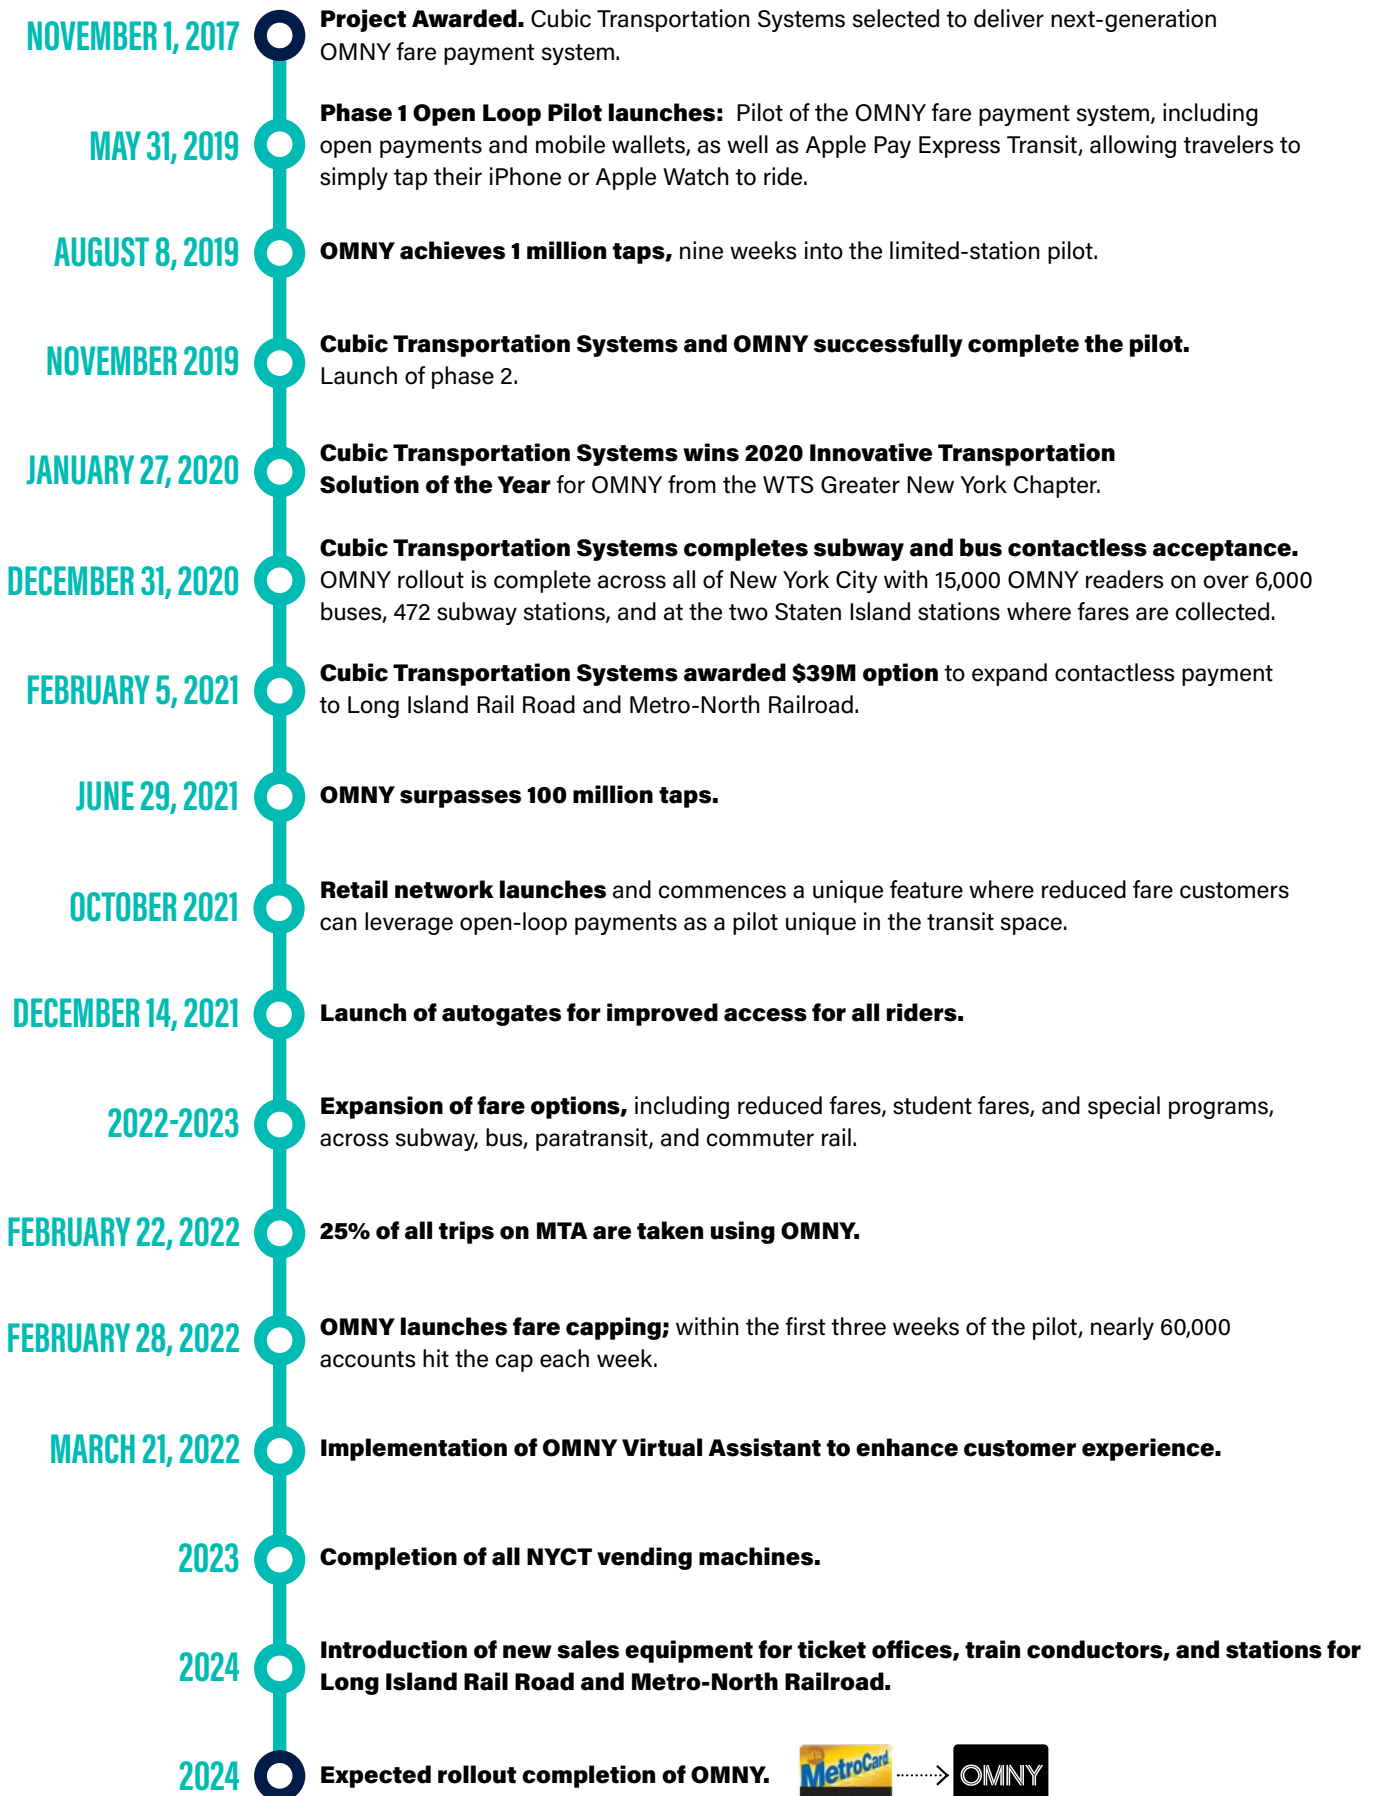 NOVEMBER 1, 2017
Project Awarded. Cubic Transportation Systems selected to deliver next-generation
OMNY fare payment system.
MAY 31, 2019
Phase 1 Open Loop Pilot launches: Pilot of the OMNY fare payment system, including
open payments and mobile wallets, as well as Apple Pay Express Transit, allowing travelers to
simply tap their iPhone or Apple Watch to ride.
AUGUST 8, 2019
OMNY achieves 1 million taps, nine weeks into the limited-station pilot.
NOVEMBER 2019
Cubic Transportation Systems and OMNY successfully complete the pilot.
Launch of phase 2.
JANUARY 27, 2020
Cubic Transportation Systems wins 2020 Innovative Transportation
Solution of the Year for OMNY from the WTS Greater New York Chapter.
DECEMBER 31, 2020
Cubic Transportation Systems completes subway and bus contactless acceptance.
OMNY rollout is complete across all of New York City with 15,000 OMNY readers on over 6,000
buses, 472 subway stations, and at the two Staten Island stations where fares are collected.
FEBRUARY 5, 2021
Cubic Transportation Systems awarded $39M option to expand contactless payment
to Long Island Rail Road and Metro-North Railroad.
JUNE 29, 2021
OMNY surpasses 100 million taps.
OCTOBER 2021
Retail network launches and commences a unique feature where reduced fare customers
can leverage open-loop payments as a pilot unique in the transit space.
DECEMBER 14, 2021
Launch of autogates for improved access for all riders.
2022-2023
Expansion of fare options, including reduced fares, student fares, and special programs,
across subway, bus, paratransit, and commuter rail.
FEBRUARY 22, 2022
25% of all trips on MTA are taken using OMNY.
FEBRUARY 28, 2022
OMNY launches fare capping; within the first three weeks of the pilot, nearly 60,000
accounts hit the cap each week.
MARCH 21, 2022
Implementation of OMNY Virtual Assistant to enhance customer experience.
2023
Completion of all NYCT vending machines.
2024
Introduction of new sales equipment for ticket offices, train conductors, and stations for
Long Island Rail Road and Metro-North Railroad.
2024
Expected rollout completion of OMNY.
MetroCard
OMNY